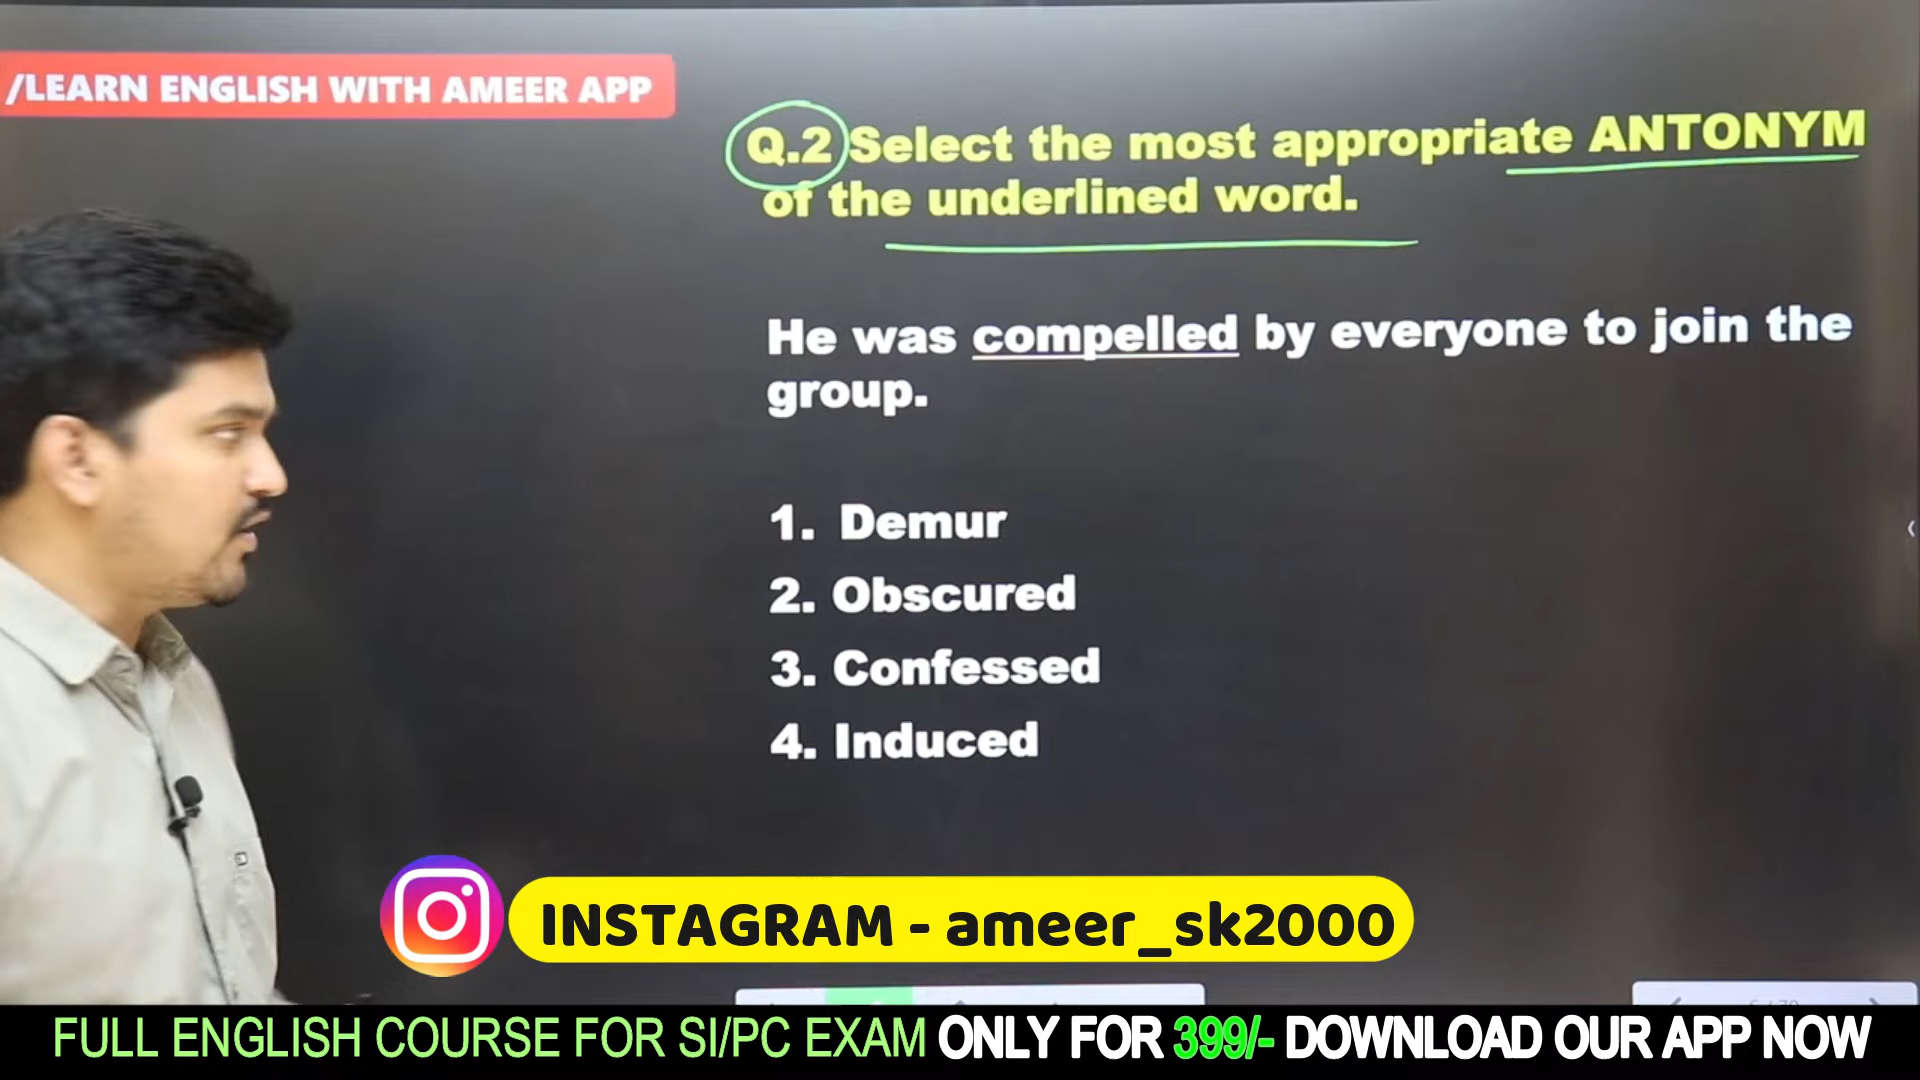 /LEARN ENGLISH WITH AMEER APP
Q.2 Select the most appropriate ANTONYM
of the underlined word.
He was compelled by everyone to join the
group.
1. Demur
2. Obscured
3. Confessed
4. Induced
INSTAGRAM - ameer_sk2000
FULL ENGLISH COURSE FOR SI/PC EXAM ONLY FOR 399/- DOWNLOAD OUR APP NOW